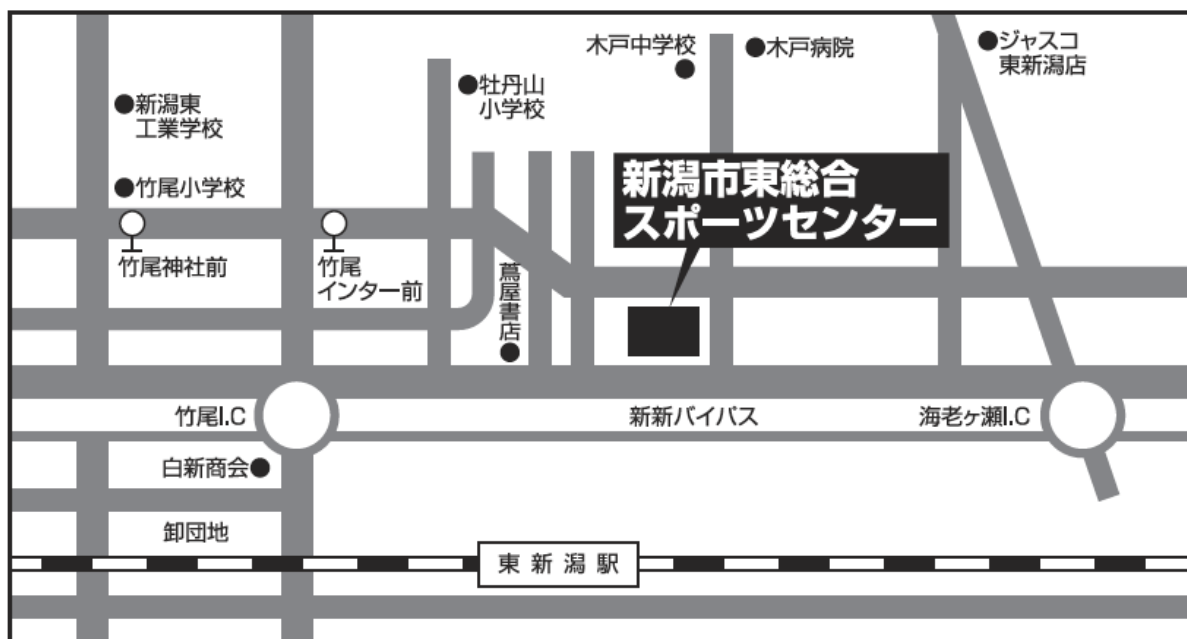 木戸中学校
木戸病院
ジャスコ
東新潟店
牡丹山
小学校
新潟東
工業学校
竹尾小学校
新潟市東総合
スポーツセンター
竹尾神社前
竹尾
インター前
蔦屋書店
竹尾I.C
新新バイパス
海老ヶ瀬I.C
白新商会
卸団地
東新潟駅